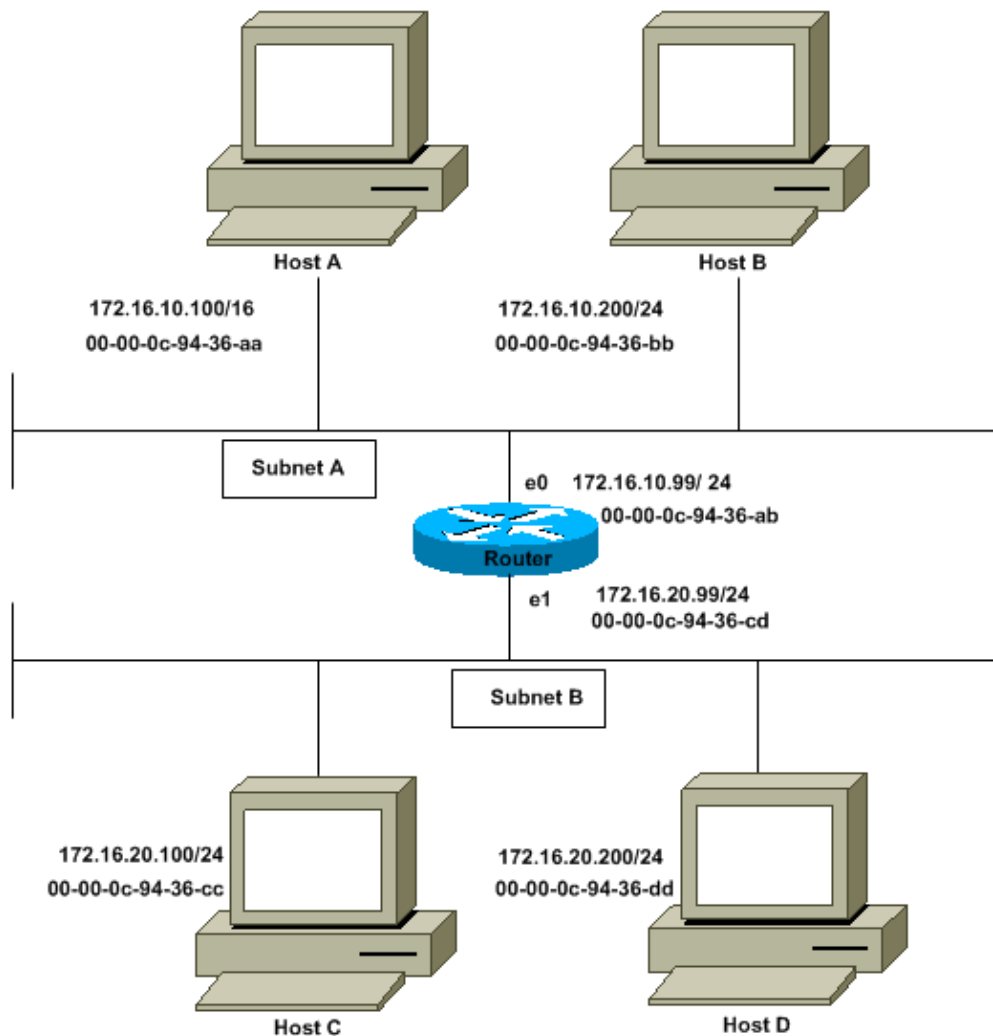 Host A
Host B
172.16.10.100/16
00-00-0c-94-36-aa
172.16.10.200/24
00-00-0c-94-36-bb
Subnet A
e0
172.16.10.99/ 24
00-00-0c-94-36-ab
Router
e1
172.16.20.99/24
00-00-0c-94-36-cd
Subnet B
172.16.20.100/24
00-00-0c-94-36-cc
172.16.20.200/24
00-00-0c-94-36-dd
Host C
Host D